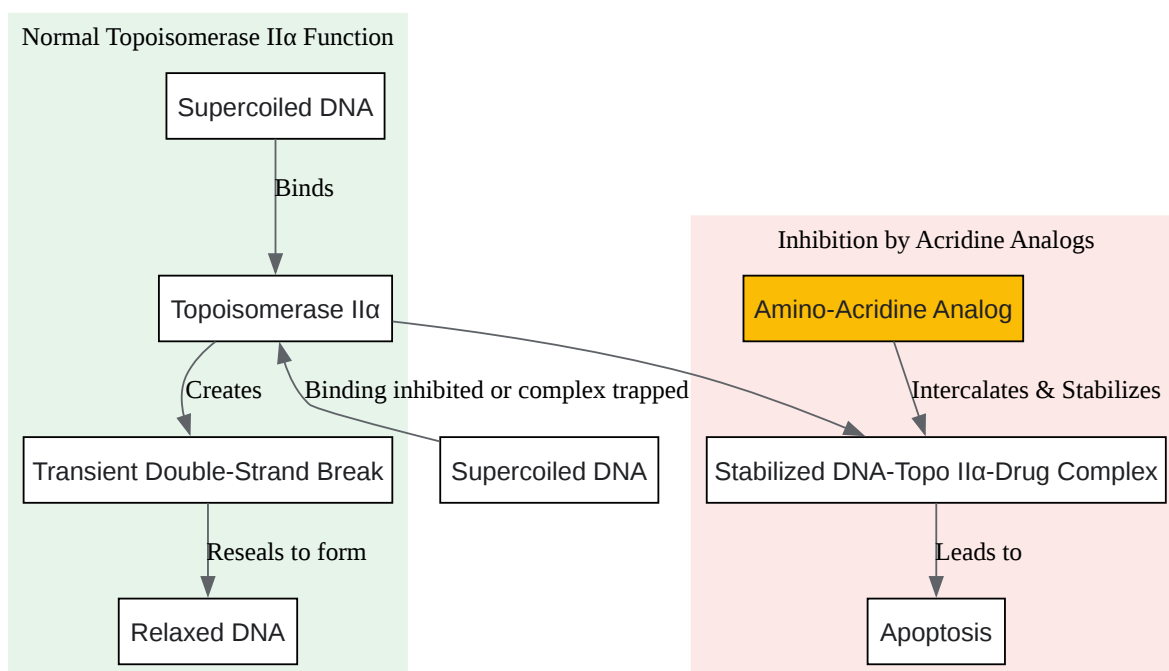 Normal Topoisomerase IIα Function
Supercoiled DNA
Binds
Inhibition by Acridine Analogs
Topoisomerase IIα
Amino-Acridine Analog
Creates
Binding inhibited or complex trapped
Intercalates & Stabilizes
Transient Double-Strand Break
Supercoiled DNA
Stabilized DNA-Topo IIα-Drug Complex
Reseals to form
Leads to
Relaxed DNA
Apoptosis